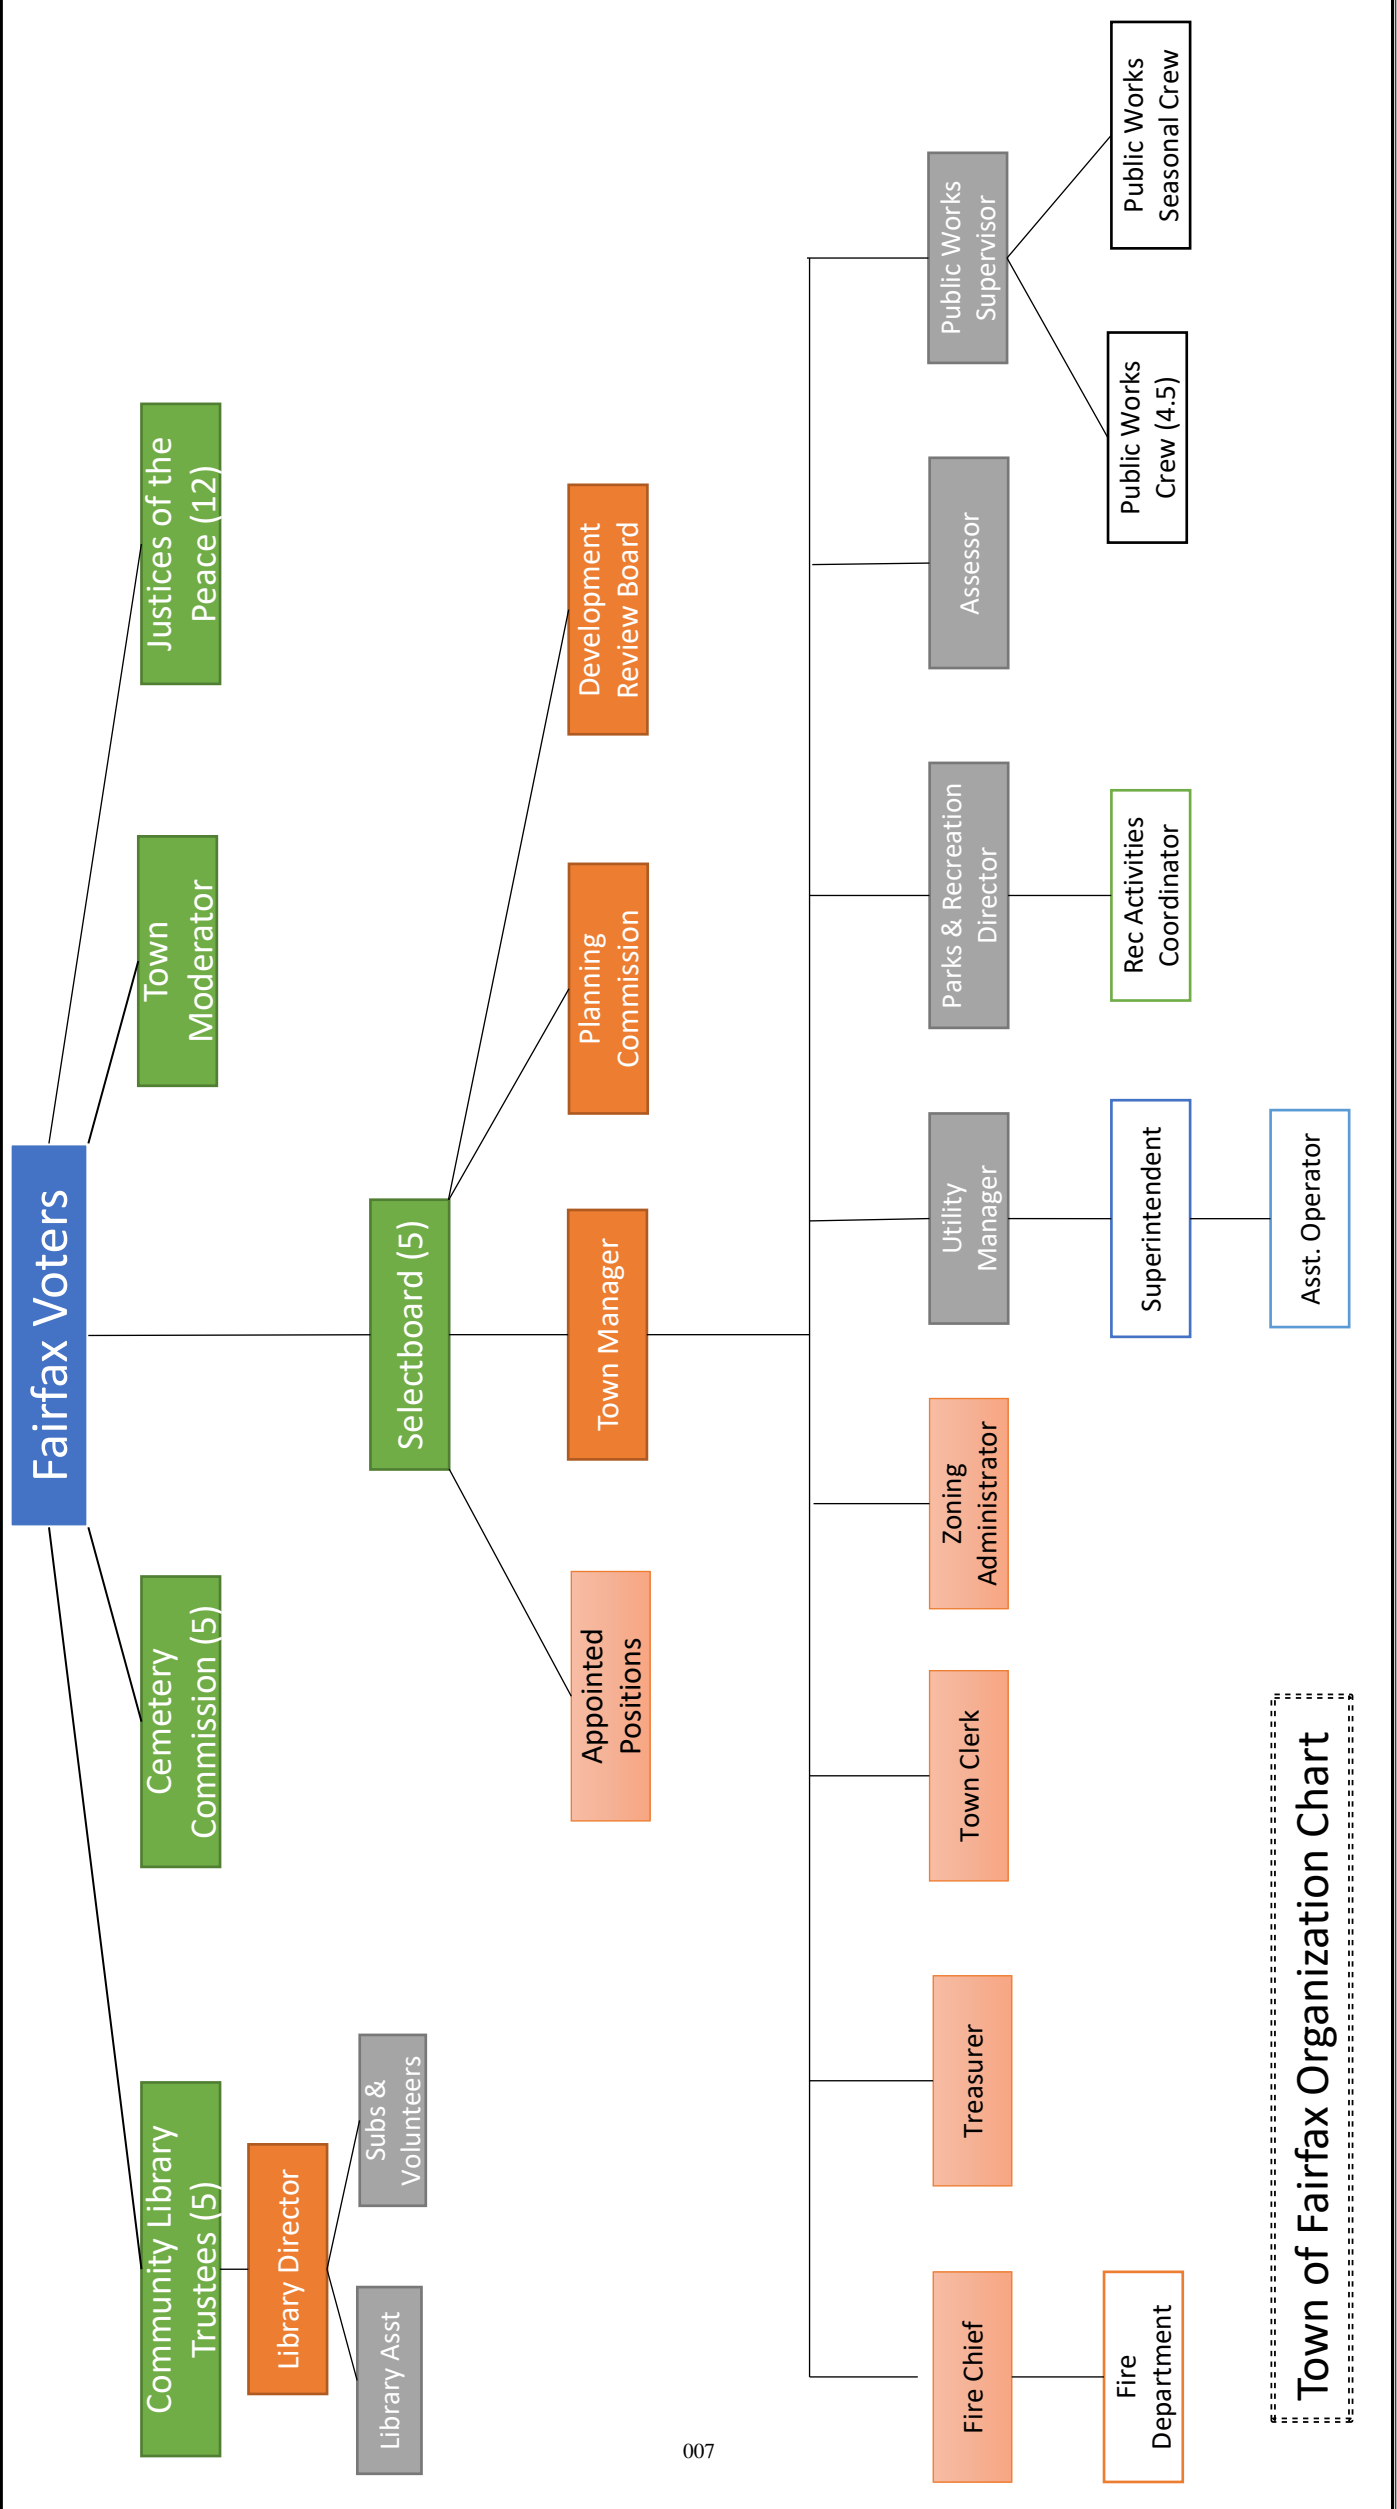 Fairfax Voters
Community Library
Trustees (5)
Cemetery
Commission (5)
Town
Moderator
Justices of the
Peace (12)
Library Director
Library Asst
Subs &
Volunteers
Selectboard (5)
Appointed
Positions
Town Manager
Planning
Commission
Development
Review Board
Fire Chief
Treasurer
Town Clerk
Zoning
Administrator
Utility
Manager
Parks & Recreation
Director
Assessor
Public Works
Supervisor
Fire
Department
Superintendent
Rec Activities
Coordinator
Public Works
Crew (4.5)
Public Works
Seasonal Crew
Asst. Operator
Town of Fairfax Organization Chart
007